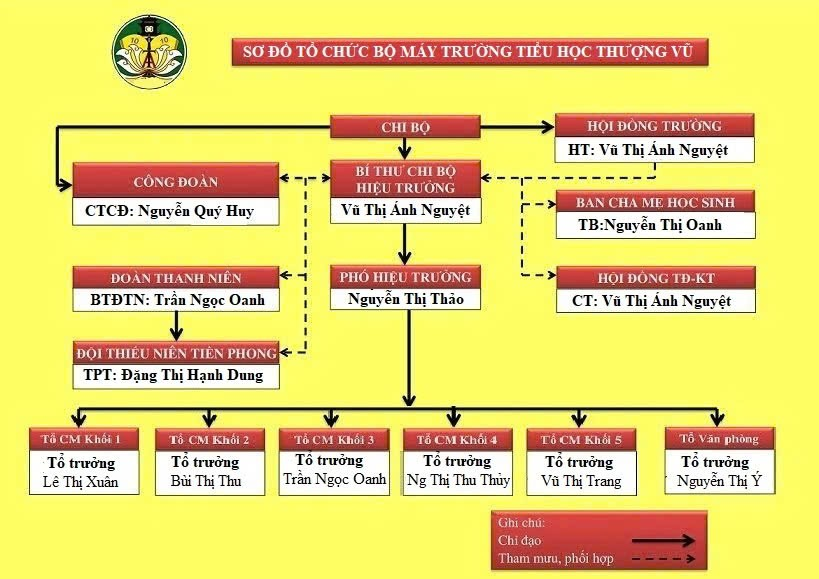 10 10
SƠ ĐỒ TỔ CHỨC BỘ MÁY TRƯỜNG TIỂU HỌC THƯỢNG VŨ
CHI BỘ
HỘI ĐỒNG TRƯỜNG
HT: Vũ Thị Ánh Nguyệt
CÔNG ĐOÀN
CTCĐ: Nguyễn Quý Huy
BÍ THƯ CHI BỘ
HIỆU TRƯỞNG
Vũ Thị Ánh Nguyệt
BAN CHA MẸ HỌC SINH
TB:Nguyễn Thị Oanh
ĐOÀN THANH NIÊN
BTĐTN: Trần Ngọc Oanh
PHÓ HIỆU TRƯỞNG
Nguyễn Thị Thảo
HỘI ĐỒNG TĐ-KT
CT: Vũ Thị Ánh Nguyệt
ĐỘI THIẾU NIÊN TIỀN PHONG
TPT: Đặng Thị Hạnh Dung
Tổ CM Khối 1
Tổ trưởng
Lê Thị Xuân
Tổ CM Khối 2
Tổ trưởng
Bùi Thị Thu
Tổ CM Khối 3
Tổ trưởng
Trần Ngọc Oanh
Tổ CM Khối 4
Tổ trưởng
Ng Thị Thu Thủy
Tổ CM Khối 5
Tổ trưởng
Vũ Thị Trang
Tổ Văn phòng
Tổ trưởng
Nguyễn Thị Ý
Ghi chú:
Chỉ đạo
Tham mưu, phối hợp